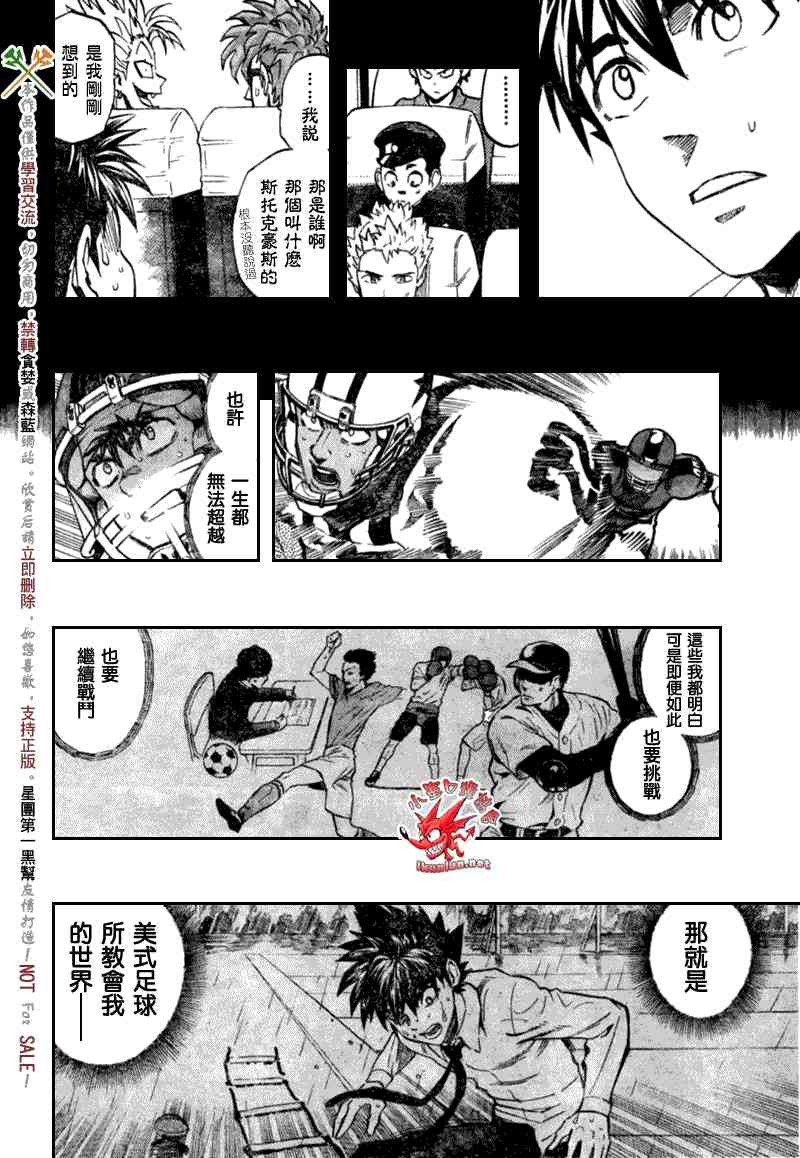 ………
……我説
那是誰啊
那個叫什麼
斯托克豪斯的
根本沒聽說過
是我剛剛
想到的
也許
一生都
無法超越
這些我都明白
可是即便如此
也要挑戰
也要
繼續戰鬥
那就是
美式足球
所教會我
的世界——
本作品僅供學習交流，切勿商用，禁轉貪婪或森藍網站。欣賞后請立即刪除，如您喜歡，支持正版。星團第一黑幫友情打造—NOT For SALE—